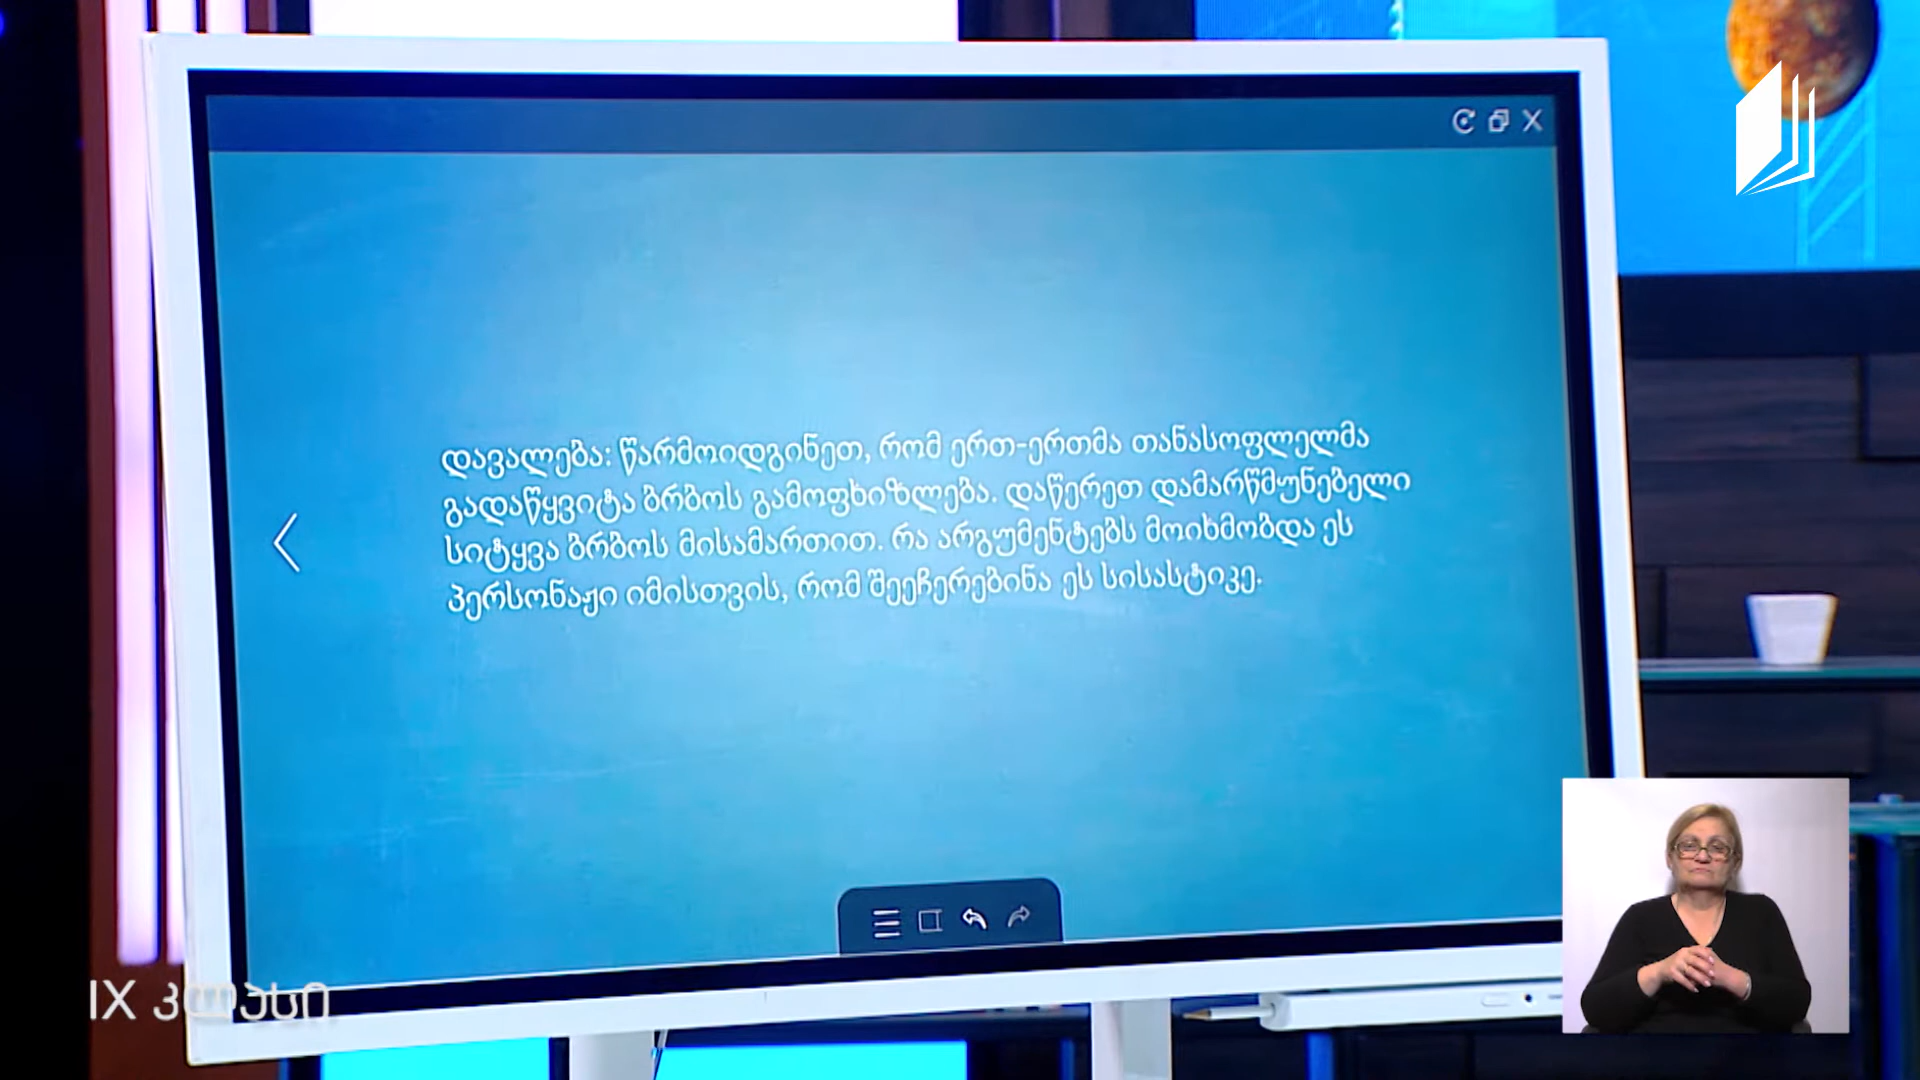 დავალება: წარმოიდგინეთ, რომ ერთ-ერთმა თანასოფლელმა
გადაწყვიტა ბრბოს გამოფხიზლება. დაწერეთ დამარწმუნებელი
სიტყვა ბრბოს მისამართით. რა არგუმენტებს მოიხმობდა ეს
პერსონაჟი იმისთვის, რომ შეეჩერებინა ეს სისასტიკე.
IX კლასი